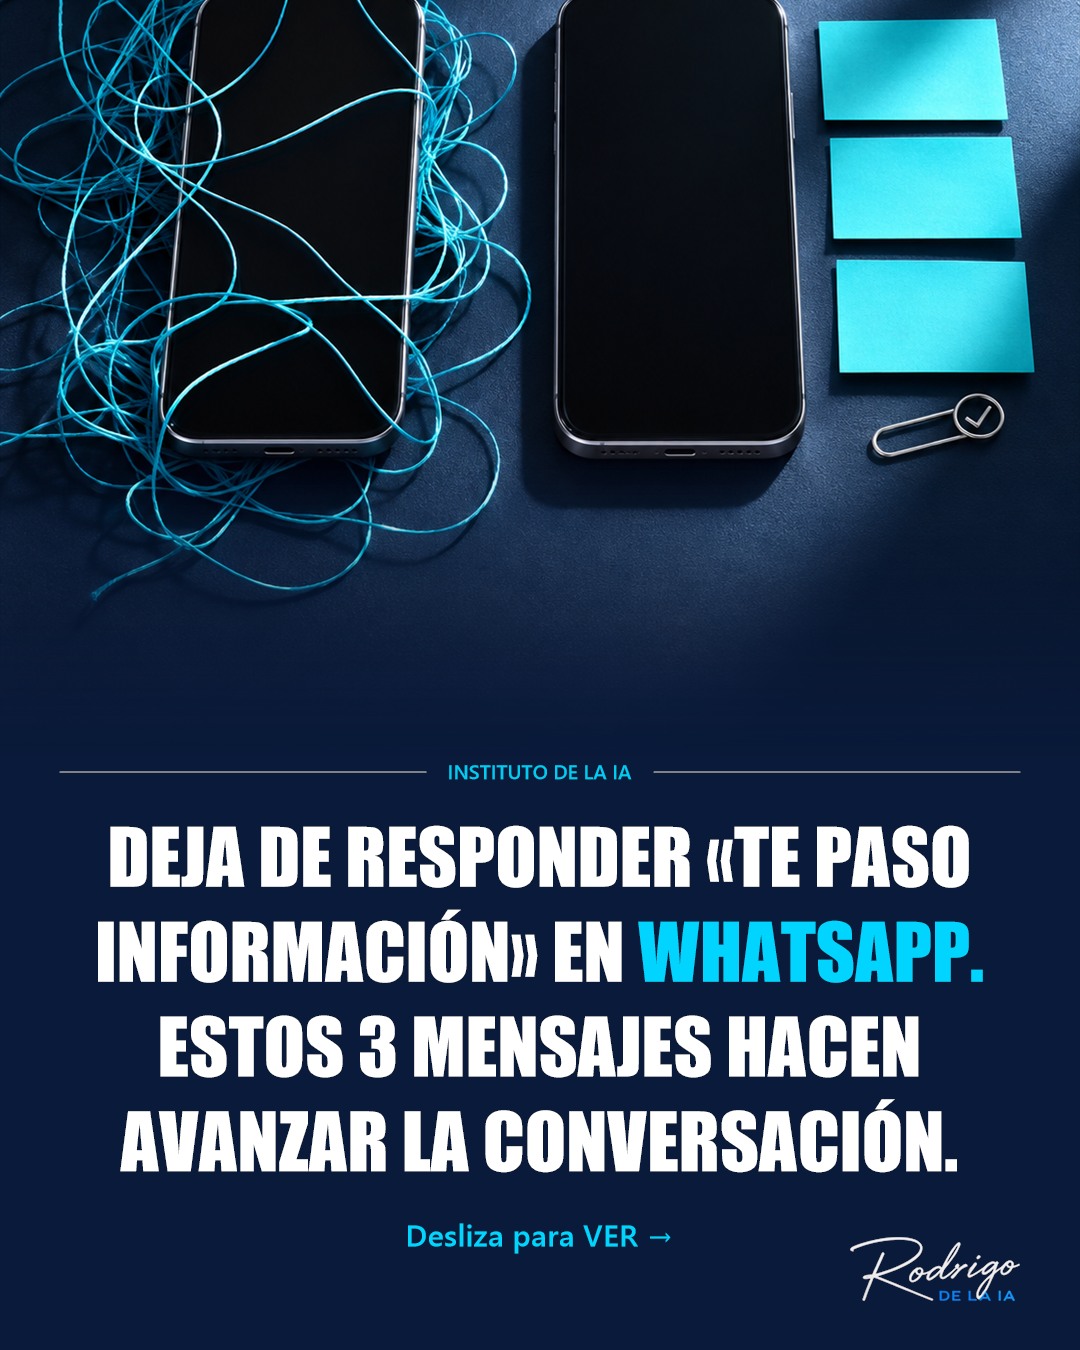 INSTITUTO DE LA IA
DEJA DE RESPONDER «TE PASO
INFORMACIÓN» EN WHATSAPP.
ESTOS 3 MENSAJES HACEN
AVANZAR LA CONVERSACIÓN.
Desliza para VER →
Rodrigo
DE LA IA